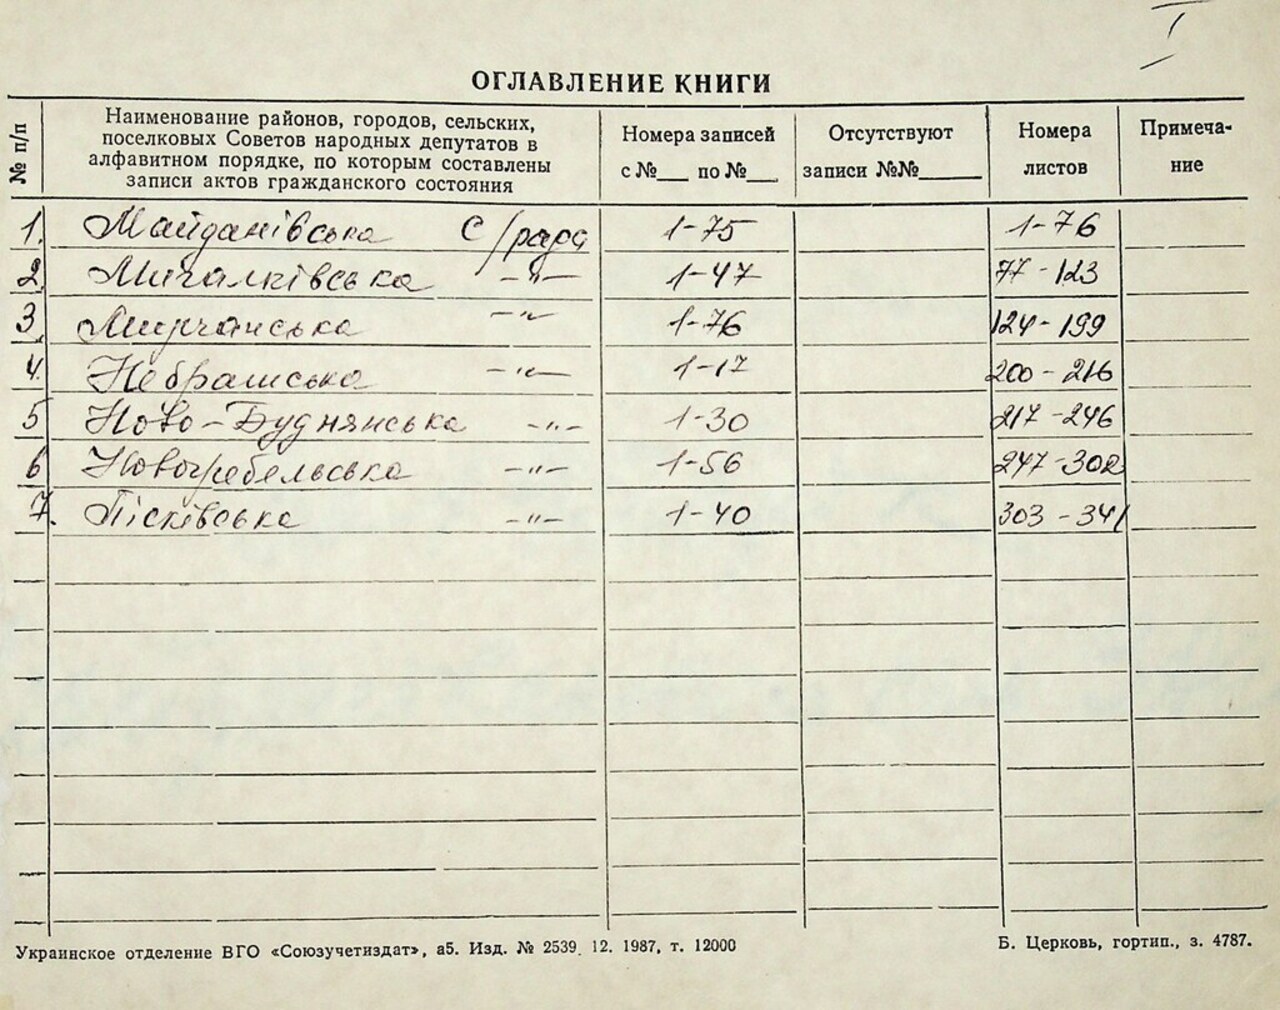 I
ОГЛАВЛЕНИЕ КНИГИ
№ п/п
Наименование районов, городов, сельских,
поселковых Советов народных депутатов в
алфавитном порядке, по которым составлены
записи актов гражданского состояния
Номера записей
с №___ по №___
Отсутствуют
записи №№______
Номера
листов
Примеча-
ние
1. Майданівська с/рада 1-75 1-76
2. Мигалківська -"- 1-47 77-123
3. Мирчанська -"- 1-76 124-199
4. Небратська -"- 1-17 200-216
5 Ново-Буднянська -"- 1-30 217-246
6 Новогребельська -"- 1-56 247-302
7. Пісківська -"- 1-40 303-341
Украинское отделение ВГО «Союзучетиздат», а5. Изд. № 2539. 12. 1987, т. 12000
Б. Церковь, гортип., з. 4787.